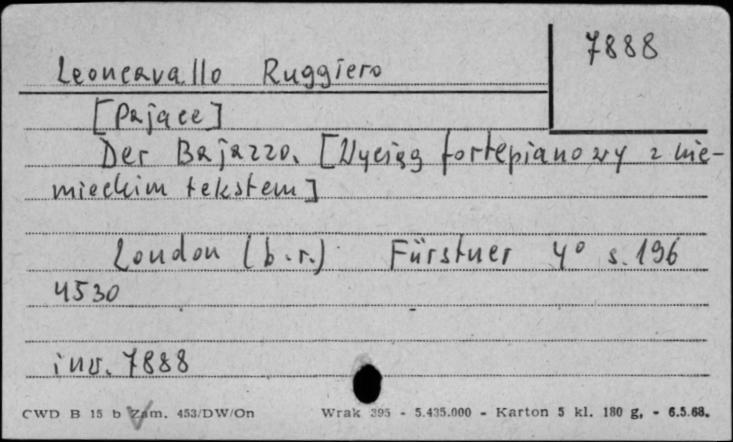 7888
Leoncavallo Ruggiero
[Pajace]
Der Bajazzo. [Wyciąg fortepianowy z nie-
mieckim tekstem]
London (b.r.) Fürstner 4° s. 196
4530
inv. 7888
CWD B 15 b Zam. 453/DW/On Wrak 395 - 5.435.000 - Karton 5 kl. 180 g, - 6.5.68.